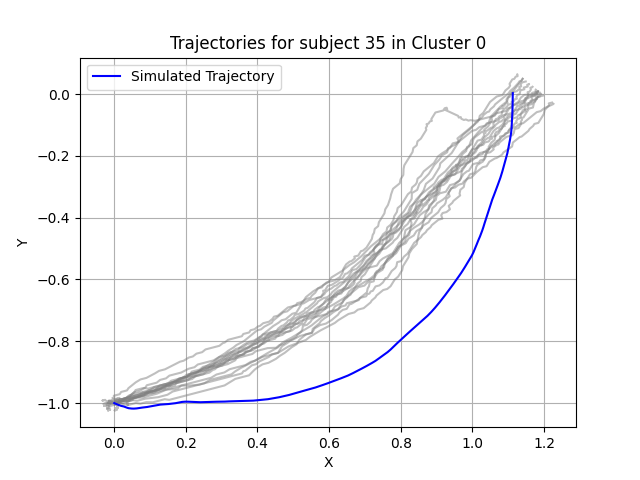 Trajectories for subject 35 in Cluster 0
Simulated Trajectory
0.0
−0.2
−0.4
−0.6
−0.8
−1.0
Y
0.0 0.2 0.4 0.6 0.8 1.0 1.2
X